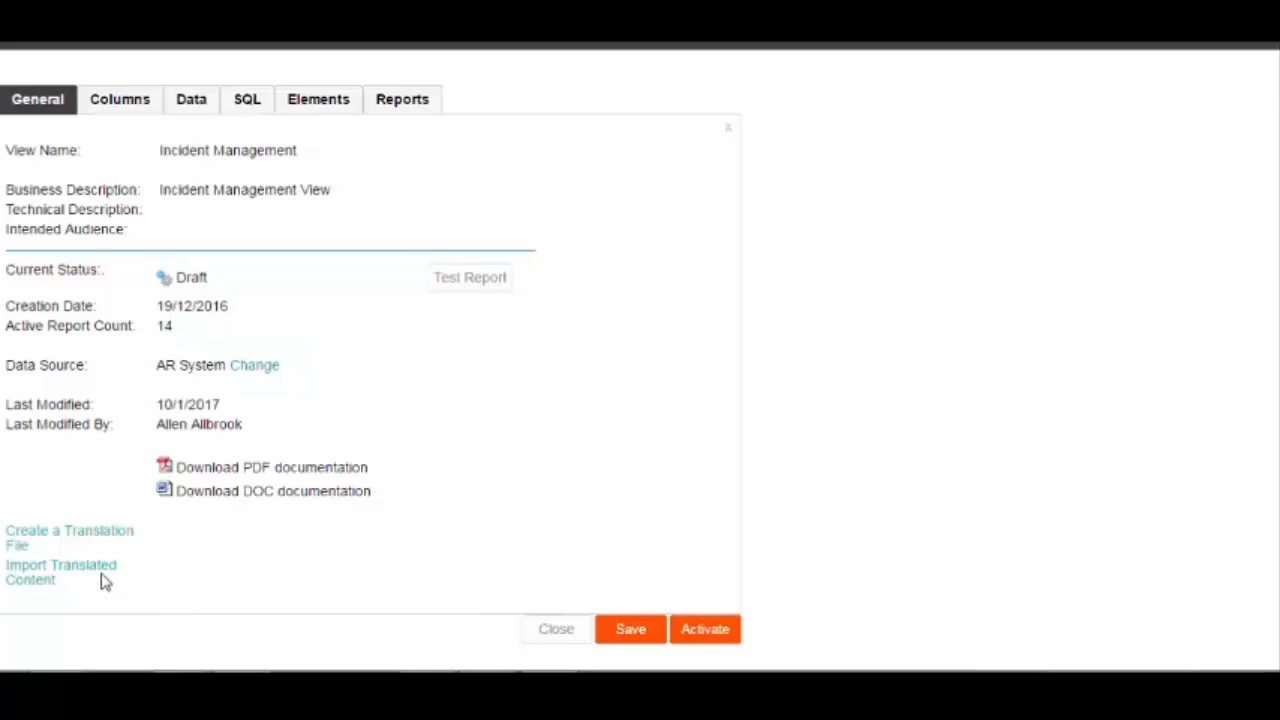 General Columns Data SQL Elements Reports
x
View Name: Incident Management
Business Description: Incident Management View
Technical Description:
Intended Audience:
Current Status:. Draft Test Report
Creation Date: 19/12/2016
Active Report Count: 14
Data Source: AR System Change
Last Modified: 10/1/2017
Last Modified By: Allen Allbrook
Download PDF documentation
Download DOC documentation
Create a Translation
File
Import Translated
Content
Close Save Activate